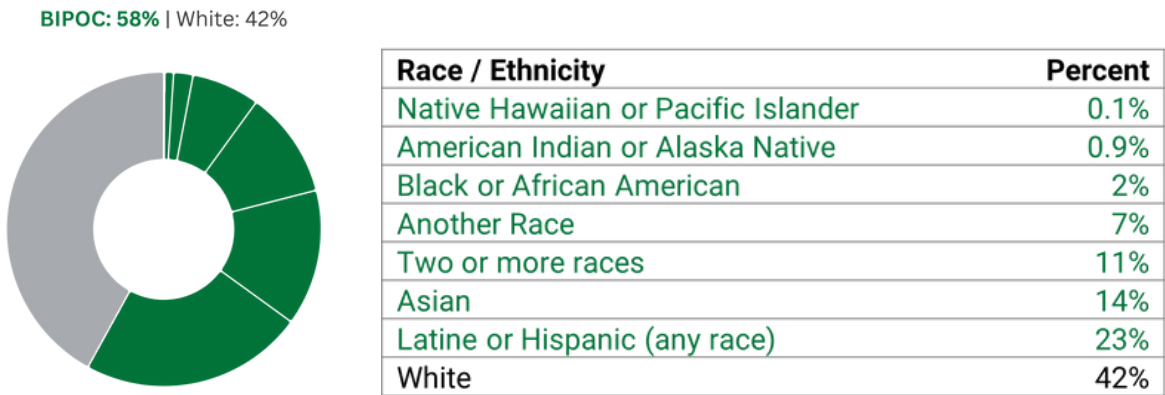 BIPOC: 58% | White: 42%
Race / Ethnicity Percent
Native Hawaiian or Pacific Islander 0.1%
American Indian or Alaska Native 0.9%
Black or African American 2%
Another Race 7%
Two or more races 11%
Asian 14%
Latine or Hispanic (any race) 23%
White 42%